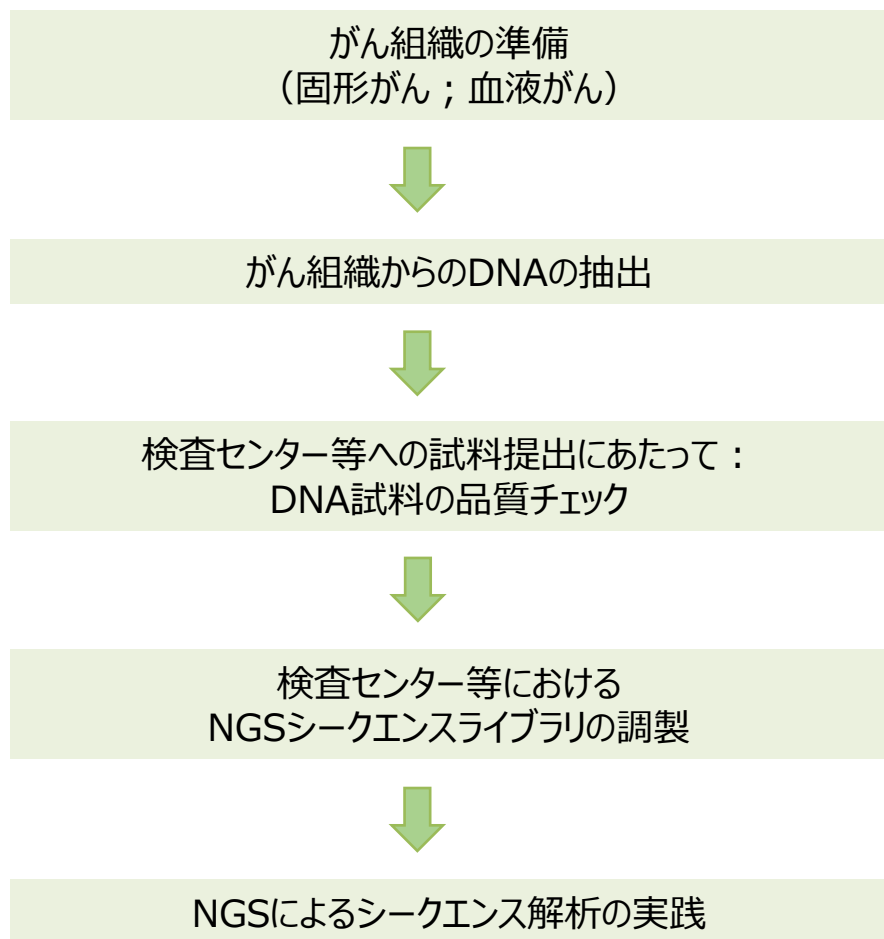 がん組織の準備
（固形がん；血液がん）
がん組織からのDNAの抽出
検査センター等への試料提出にあたって：
DNA試料の品質チェック
検査センター等における
NGSシークエンスライブラリの調製
NGSによるシークエンス解析の実践